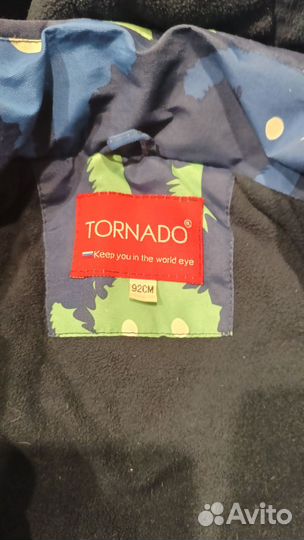 TORNADO®
Keep you in the world eye
92CM
Avito